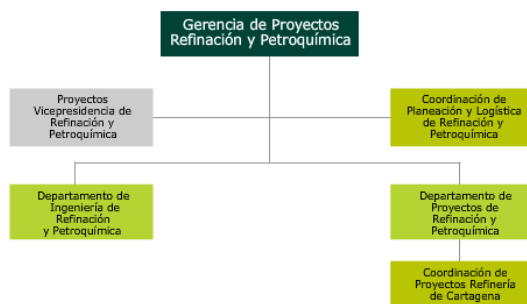 Gerencia de Proyectos
Refinación y Petroquímica
Proyectos
Vicepresidencia de
Refinación y
Petroquímica
Coordinación de
Planeación y Logística
de Refinación y
Petroquímica
Departamento de
Ingeniería de
Refinación
y Petroquímica
Departamento de
Proyectos de
Refinación y
Petroquímica
Coordinación de
Proyectos Refinería
de Cartagena